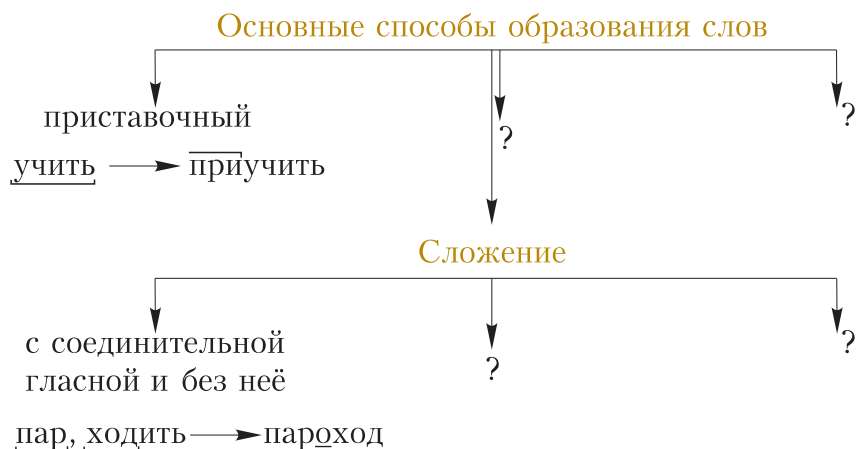 Основные способы образования слов
приставочный
?
?
учить приучить
Сложение
с соединительной
гласной и без неё
?
?
пар, ходить пароход